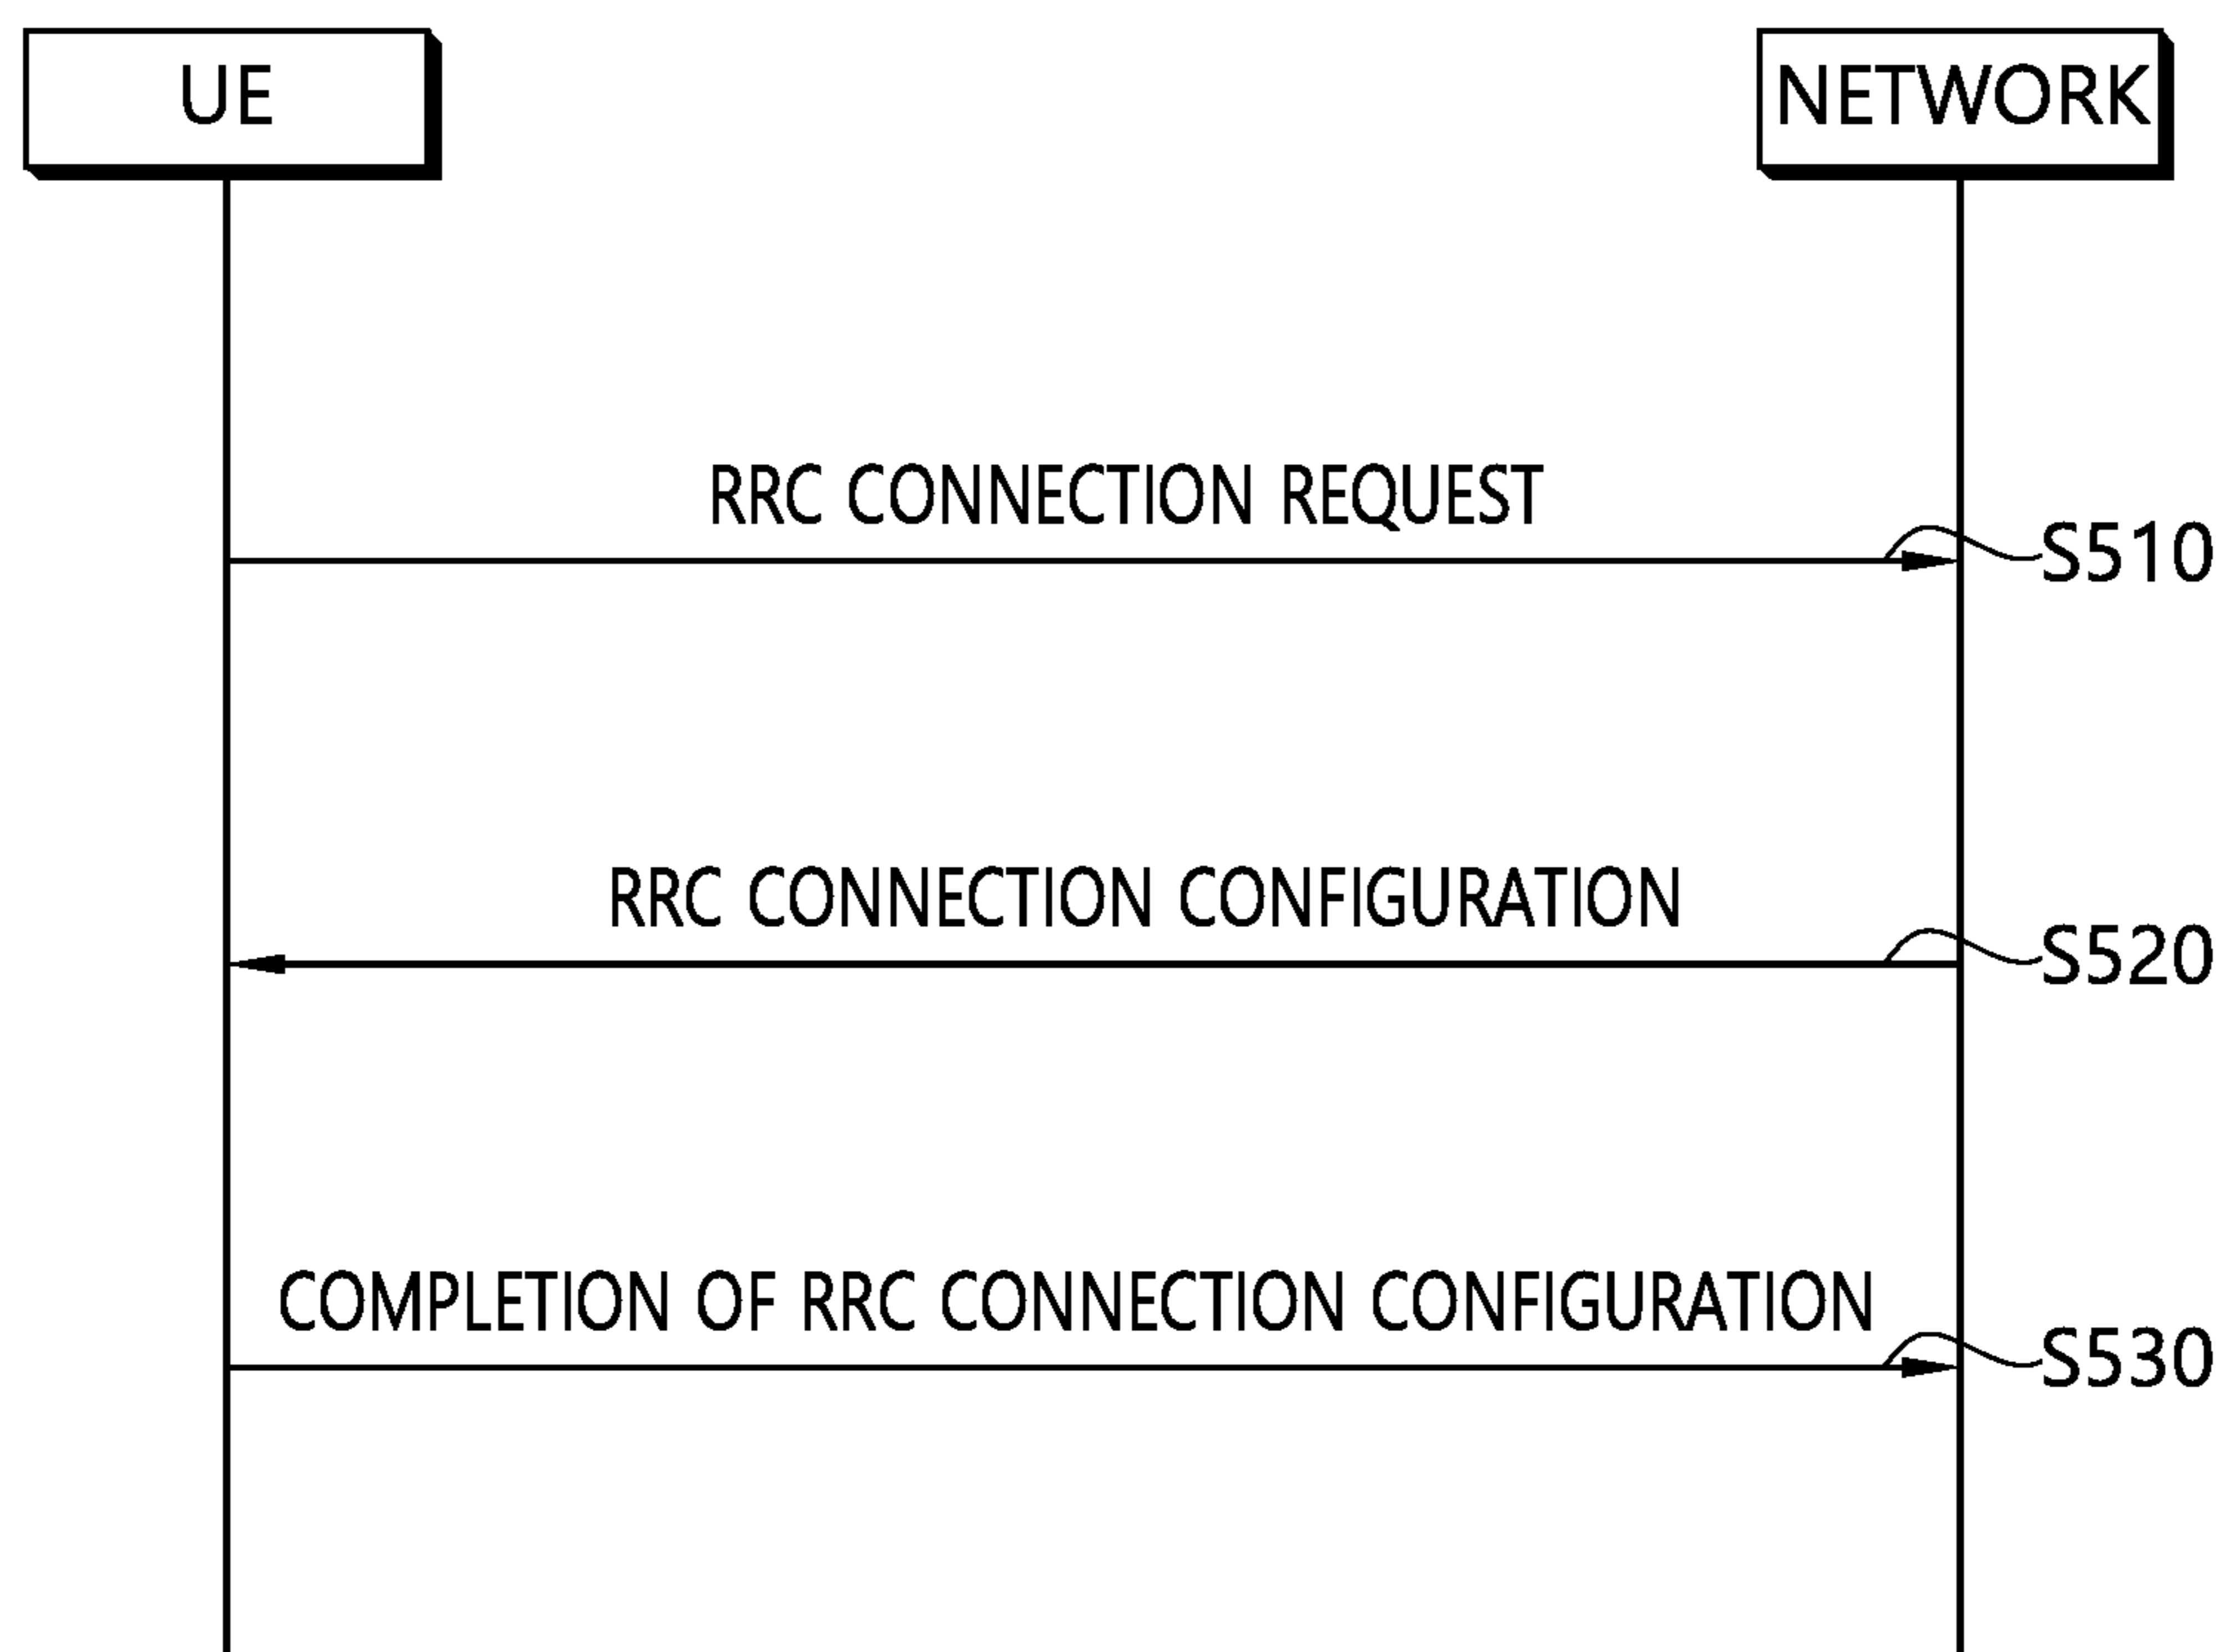 UE
NETWORK
RRC CONNECTION REQUEST
S510
RRC CONNECTION CONFIGURATION
S520
COMPLETION OF RRC CONNECTION CONFIGURATION
S530